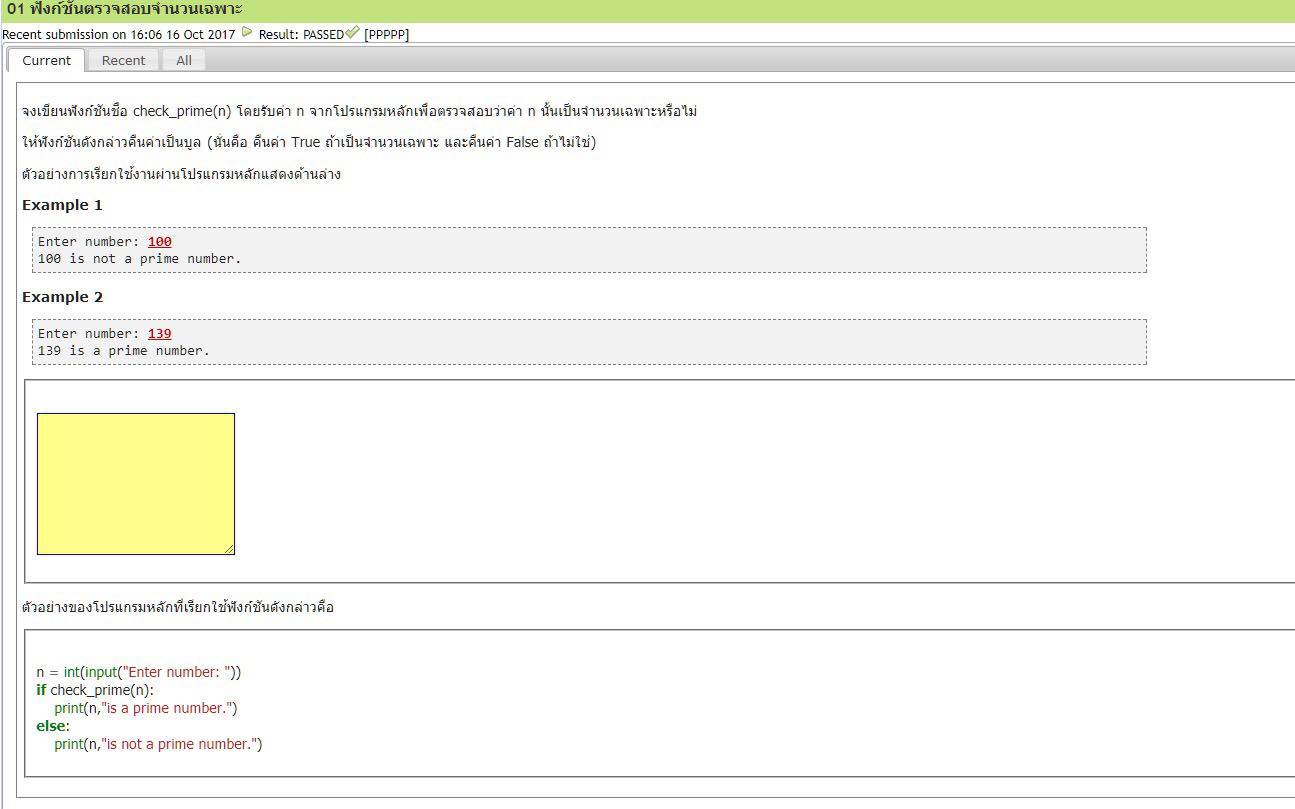 01 ฟังก์ชันตรวจสอบจำนวนเฉพาะ
Recent submission on 16:06 16 Oct 2017 Result: PASSED [PPPPP]
Current Recent All
จงเขียนฟังก์ชันชื่อ check_prime(n) โดยรับค่า n จากโปรแกรมหลักเพื่อตรวจสอบว่าค่า n นั้นเป็นจำนวนเฉพาะหรือไม่
ให้ฟังก์ชันดังกล่าวคืนค่าเป็นบูล (นั่นคือ คืนค่า True ถ้าเป็นจำนวนเฉพาะ และคืนค่า False ถ้าไม่ใช่)
ตัวอย่างการเรียกใช้งานผ่านโปรแกรมหลักแสดงด้านล่าง
Example 1
Enter number: 100
100 is not a prime number.
Example 2
Enter number: 139
139 is a prime number.
ตัวอย่างของโปรแกรมหลักที่เรียกใช้ฟังก์ชันดังกล่าวคือ
n = int(input("Enter number: "))
if check_prime(n):
print(n,"is a prime number.")
else:
print(n,"is not a prime number.")